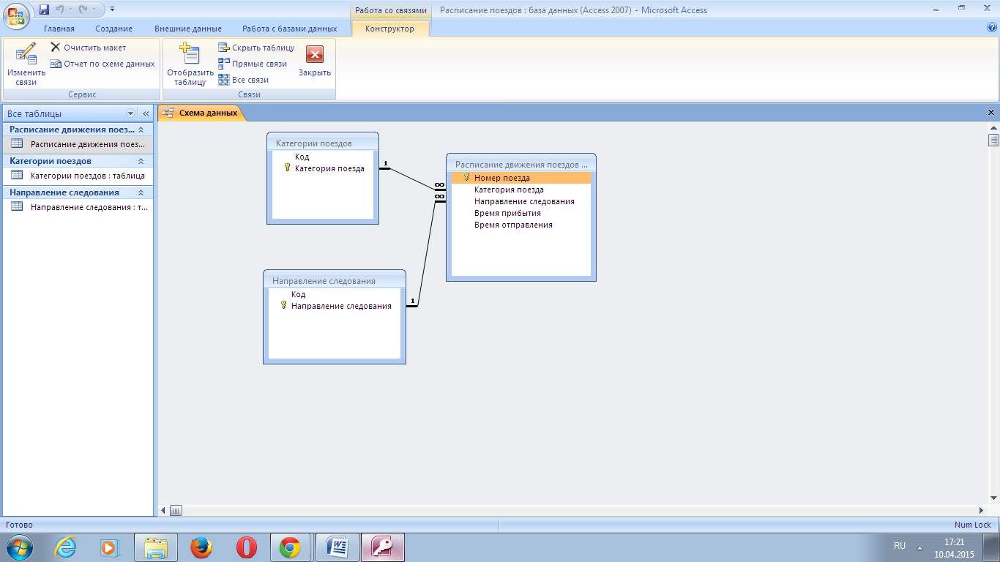 Работа со связями
Расписание поездов : база данных (Access 2007) - Microsoft Access
Главная Создание Внешние данные Работа с базами данных Конструктор
Изменить связи
Очистить макет
Отчет по схеме данных
Сервис
Отобразить таблицу
Скрыть таблицу
Прямые связи
Все связи
Закрыть
Связи
Все таблицы
Расписание движения поез...
Расписание движения поез...
Категории поездов
Категории поездов : таблица
Направление следования
Направление следования : т...
Схема данных
Категории поездов
Код
Категория поезда
1
∞
∞
Расписание движения поездов ...
Номер поезда
Категория поезда
Направление следования
Время прибытия
Время отправления
Направление следования
Код
Направление следования
1
Готово
Num Lock
RU
17:21
10.04.2015